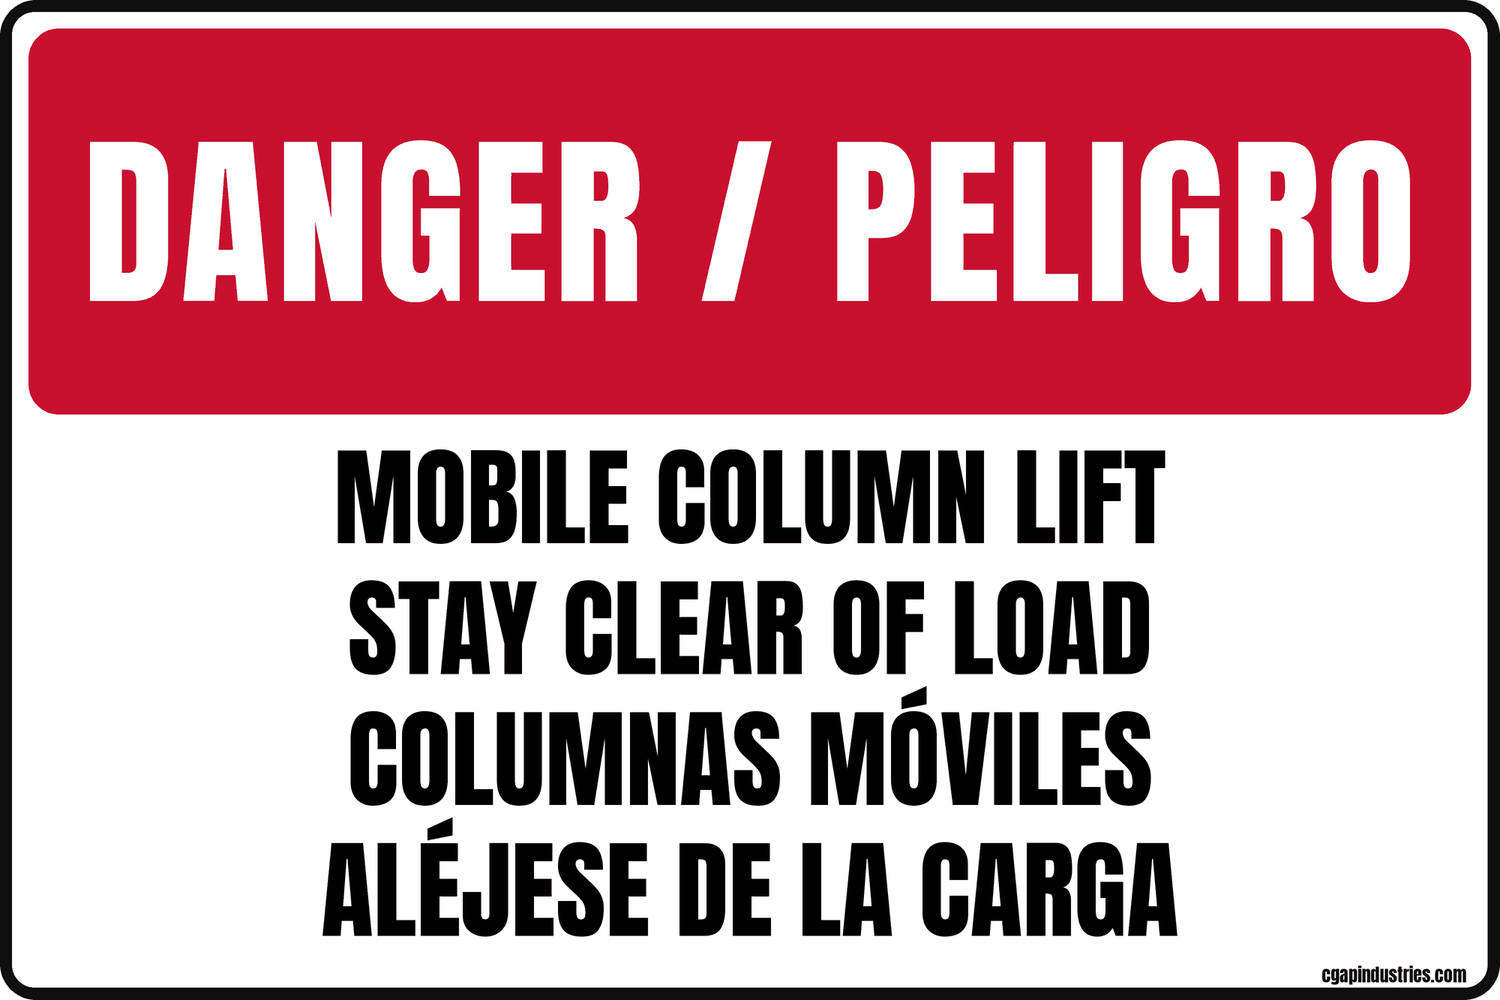 DANGER / PELIGRO
MOBILE COLUMN LIFT
STAY CLEAR OF LOAD
COLUMNAS MÓVILES
ALÉJESE DE LA CARGA
cgapindustries.com